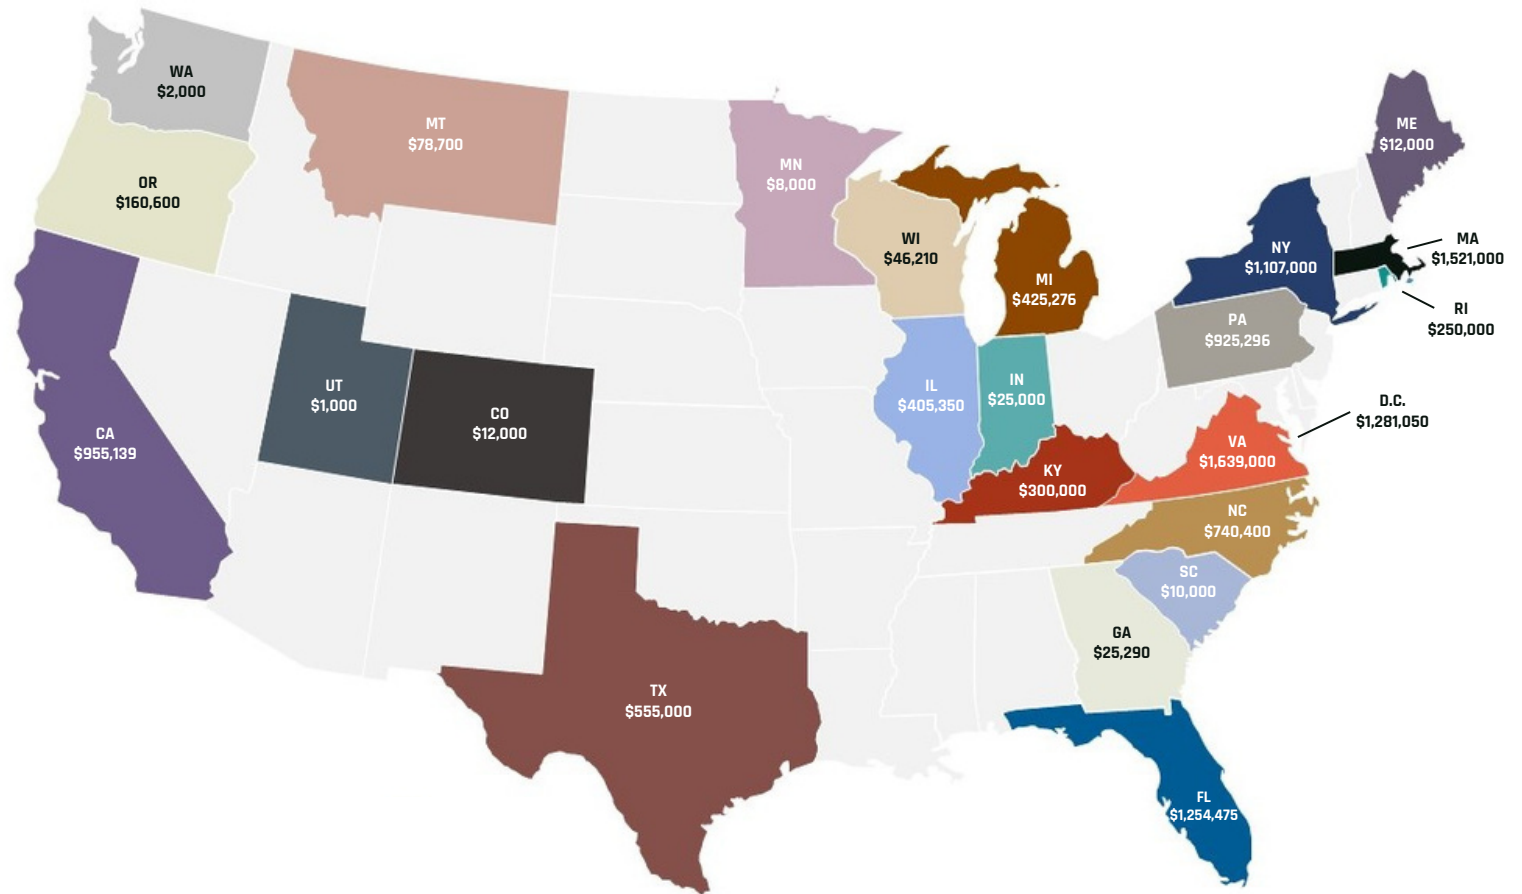 WA
$2,000
MT
$78,700
OR
$160,600
MN
$8,000
ME
$12,000
WI
$46,210
MI
$425,276
NY
$1,107,000
MA
$1,521,000
RI
$250,000
PA
$925,296
UT
$1,000
CO
$12,000
IL
$405,350
IN
$25,000
D.C.
$1,281,050
CA
$955,139
KY
$300,000
VA
$1,639,000
NC
$740,400
SC
$10,000
GA
$25,290
TX
$555,000
FL
$1,254,475